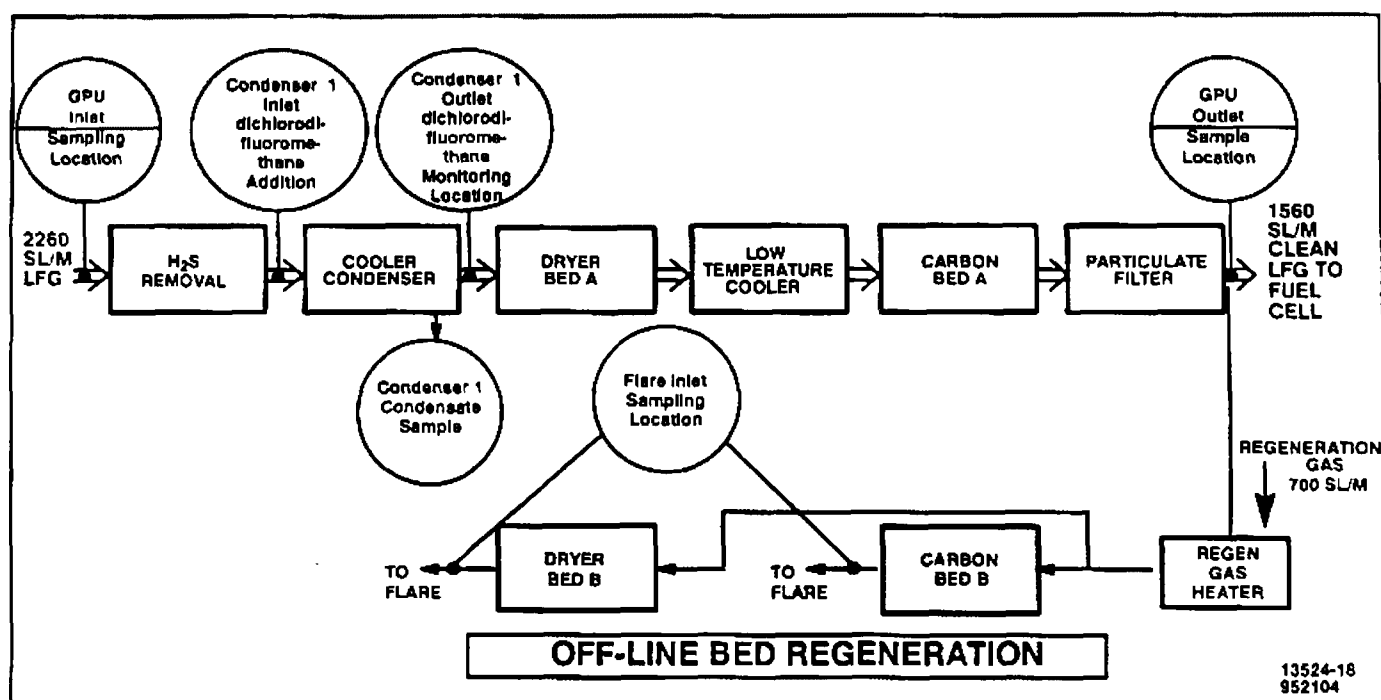 GPU
Inlet
Sampling
Location
Condenser 1
Inlet
dichlorodi-
fluorome-
thane
Addition
Condenser 1
Outlet
dichlorodi-
fluorome-
thane
Monitoring
Location
GPU
Outlet
Sample
Location
2260
SL/M
LFG
H₂S
REMOVAL
COOLER
CONDENSER
DRYER
BED A
LOW
TEMPERATURE
COOLER
CARBON
BED A
PARTICULATE
FILTER
1560
SL/M
CLEAN
LFG TO
FUEL
CELL
Condenser 1
Condensate
Sample
Flare Inlet
Sampling
Location
REGENERATION
GAS
700 SL/M
TO
FLARE
DRYER
BED B
TO
FLARE
CARBON
BED B
REGEN
GAS
HEATER
OFF-LINE BED REGENERATION
13524-18
952104